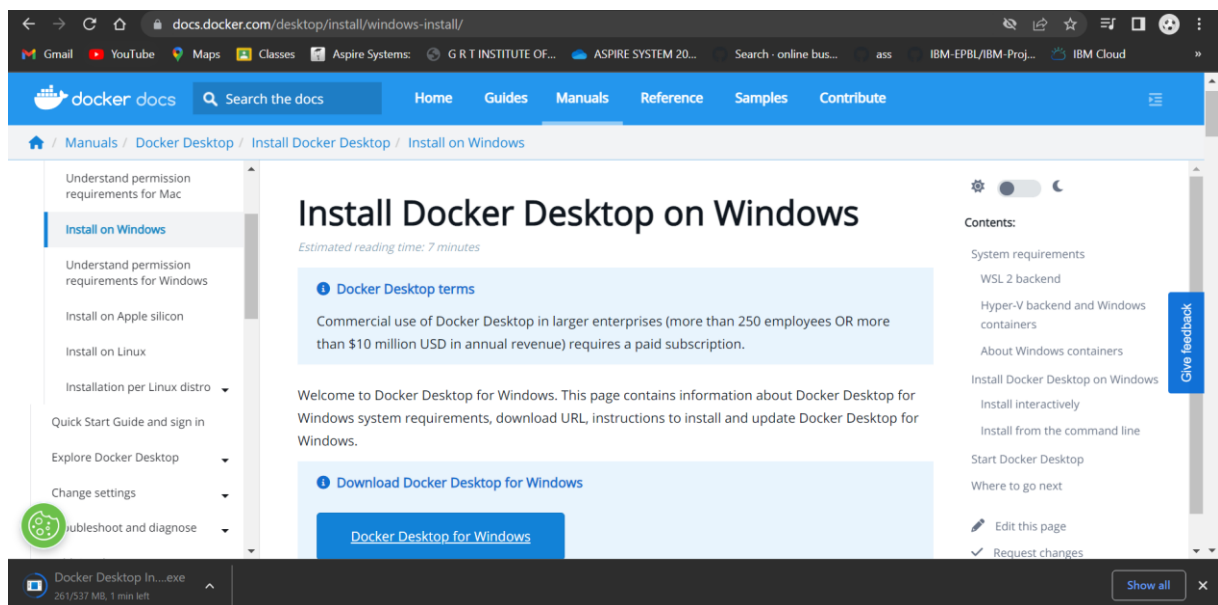 docs.docker.com/desktop/install/windows-install/
Gmail YouTube Maps Classes Aspire Systems: G R T INSTITUTE OF... ASPIRE SYSTEM 20... Search · online bus... ass IBM-EPBL/IBM-Proj... IBM Cloud »
docker docs Search the docs Home Guides Manuals Reference Samples Contribute
/ Manuals / Docker Desktop / Install Docker Desktop / Install on Windows
Understand permission
requirements for Mac
Install on Windows
Understand permission
requirements for Windows
Install on Apple silicon
Install on Linux
Installation per Linux distro
Quick Start Guide and sign in
Explore Docker Desktop
Change settings
ubleshoot and diagnose
Install Docker Desktop on Windows
Estimated reading time: 7 minutes
Docker Desktop terms
Commercial use of Docker Desktop in larger enterprises (more than 250 employees OR more
than $10 million USD in annual revenue) requires a paid subscription.
Welcome to Docker Desktop for Windows. This page contains information about Docker Desktop for
Windows system requirements, download URL, instructions to install and update Docker Desktop for
Windows.
Download Docker Desktop for Windows
Docker Desktop for Windows
Contents:
System requirements
WSL 2 backend
Hyper-V backend and Windows
containers
About Windows containers
Install Docker Desktop on Windows
Install interactively
Install from the command line
Start Docker Desktop
Where to go next
Edit this page
Request changes
Give feedback
Docker Desktop In....exe
261/537 MB, 1 min left
Show all